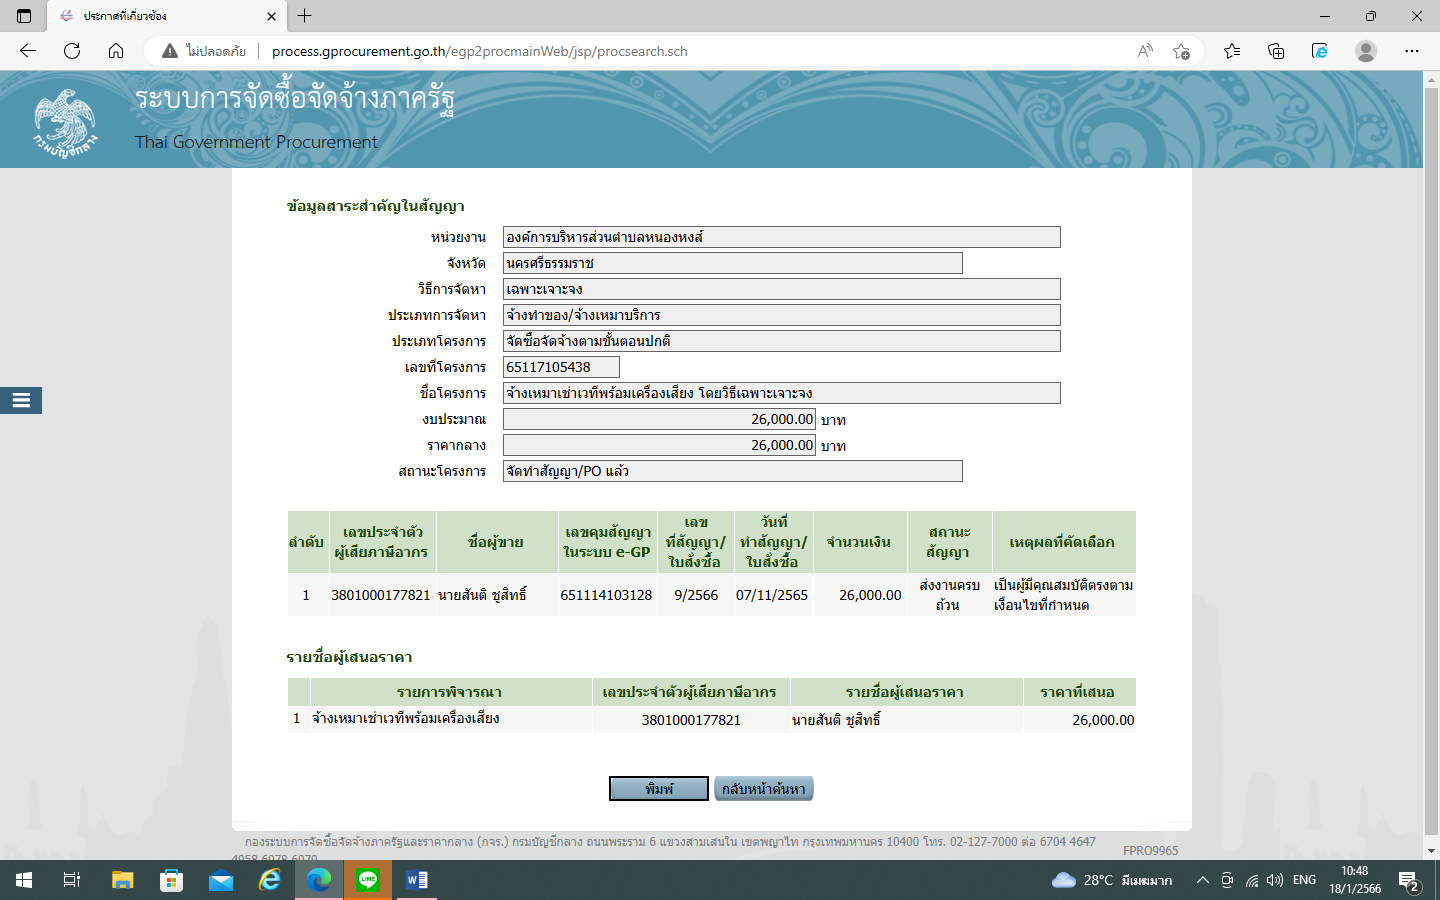 ประกาศที่เกี่ยวข้อง
ไม่ปลอดภัย
process.gprocurement.go.th/egp2procmainWeb/jsp/procsearch.sch
ระบบการจัดซื้อจัดจ้างภาครัฐ
Thai Government Procurement
กรมบัญชีกลาง
ข้อมูลสาระสำคัญในสัญญา
หน่วยงาน องค์การบริหารส่วนตำบลหนองหงส์
จังหวัด นครศรีธรรมราช
วิธีการจัดหา เฉพาะเจาะจง
ประเภทการจัดหา จ้างทำของ/จ้างเหมาบริการ
ประเภทโครงการ จัดซื้อจัดจ้างตามขั้นตอนปกติ
เลขที่โครงการ 65117105438
ชื่อโครงการ จ้างเหมาเช่าเวทีพร้อมเครื่องเสียง โดยวิธีเฉพาะเจาะจง
งบประมาณ 26,000.00 บาท
ราคากลาง 26,000.00 บาท
สถานะโครงการ จัดทำสัญญา/PO แล้ว
ลำดับ เลขประจำตัวผู้เสียภาษีอากร ชื่อผู้ขาย เลขคุมสัญญาในระบบ e-GP เลขที่สัญญา/ใบสั่งซื้อ วันที่ทำสัญญา/ใบสั่งซื้อ จำนวนเงิน สถานะสัญญา เหตุผลที่คัดเลือก
1 3801000177821 นายสันติ ชูสิทธิ์ 651114103128 9/2566 07/11/2565 26,000.00 ส่งงานครบถ้วน เป็นผู้มีคุณสมบัติตรงตามเงื่อนไขที่กำหนด
รายชื่อผู้เสนอราคา
รายการพิจารณา เลขประจำตัวผู้เสียภาษีอากร รายชื่อผู้เสนอราคา ราคาที่เสนอ
1 จ้างเหมาเช่าเวทีพร้อมเครื่องเสียง 3801000177821 นายสันติ ชูสิทธิ์ 26,000.00
พิมพ์ กลับหน้าค้นหา
กองระบบการจัดซื้อจัดจ้างภาครัฐและราคากลาง (กจร.) กรมบัญชีกลาง ถนนพระราม 6 แขวงสามเสนใน เขตพญาไท กรุงเทพมหานคร 10400 โทร. 02-127-7000 ต่อ 6704 4647
4958 6978 6979
FPRO9965
28°C มีเมฆมาก
ENG
10:48
18/1/2566
2
LINE